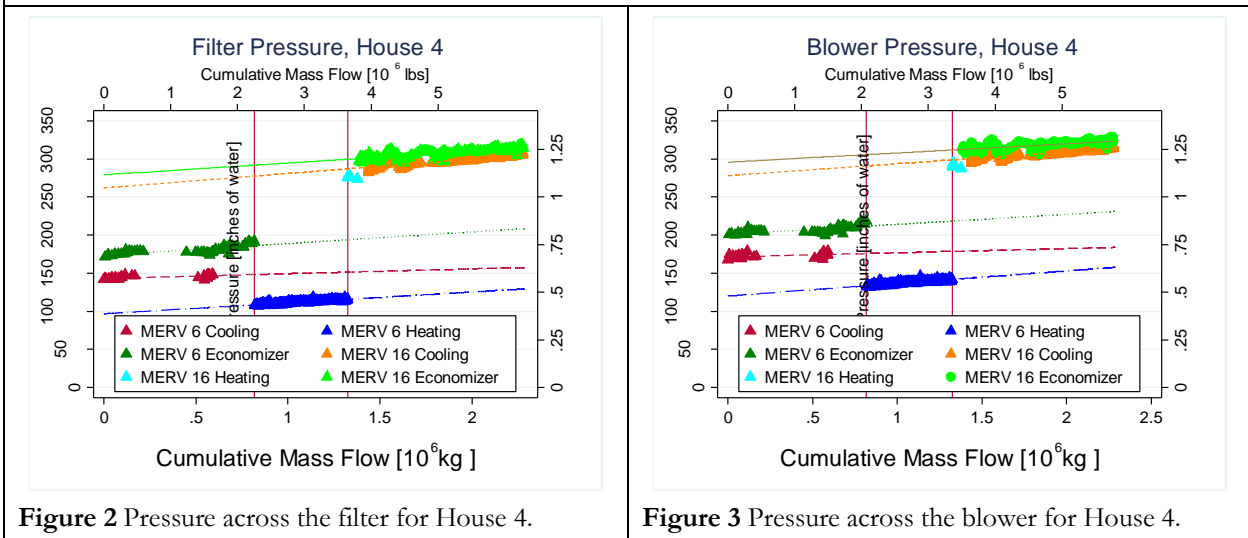 Filter Pressure, House 4
Cumulative Mass Flow [10 6 lbs]
0 1 2 3 4 5
0 50 100 150 200 250 300 350
0 .25 .5 .75 1 1.25
ressure [inches of water]
MERV 6 Cooling MERV 6 Heating
MERV 6 Economizer MERV 16 Cooling
MERV 16 Heating MERV 16 Economizer
0 .5 1 1.5 2
Cumulative Mass Flow [10 6 kg ]
Figure 2 Pressure across the filter for House 4.
Blower Pressure, House 4
Cumulative Mass Flow [10 6 lbs]
0 1 2 3 4 5
0 50 100 150 200 250 300 350
0 .25 .5 .75 1 1.25
Pressure [inches of water]
MERV 6 Cooling MERV 6 Heating
MERV 6 Economizer MERV 16 Cooling
MERV 16 Heating MERV 16 Economizer
0 .5 1 1.5 2 2.5
Cumulative Mass Flow [10 6 kg ]
Figure 3 Pressure across the blower for House 4.